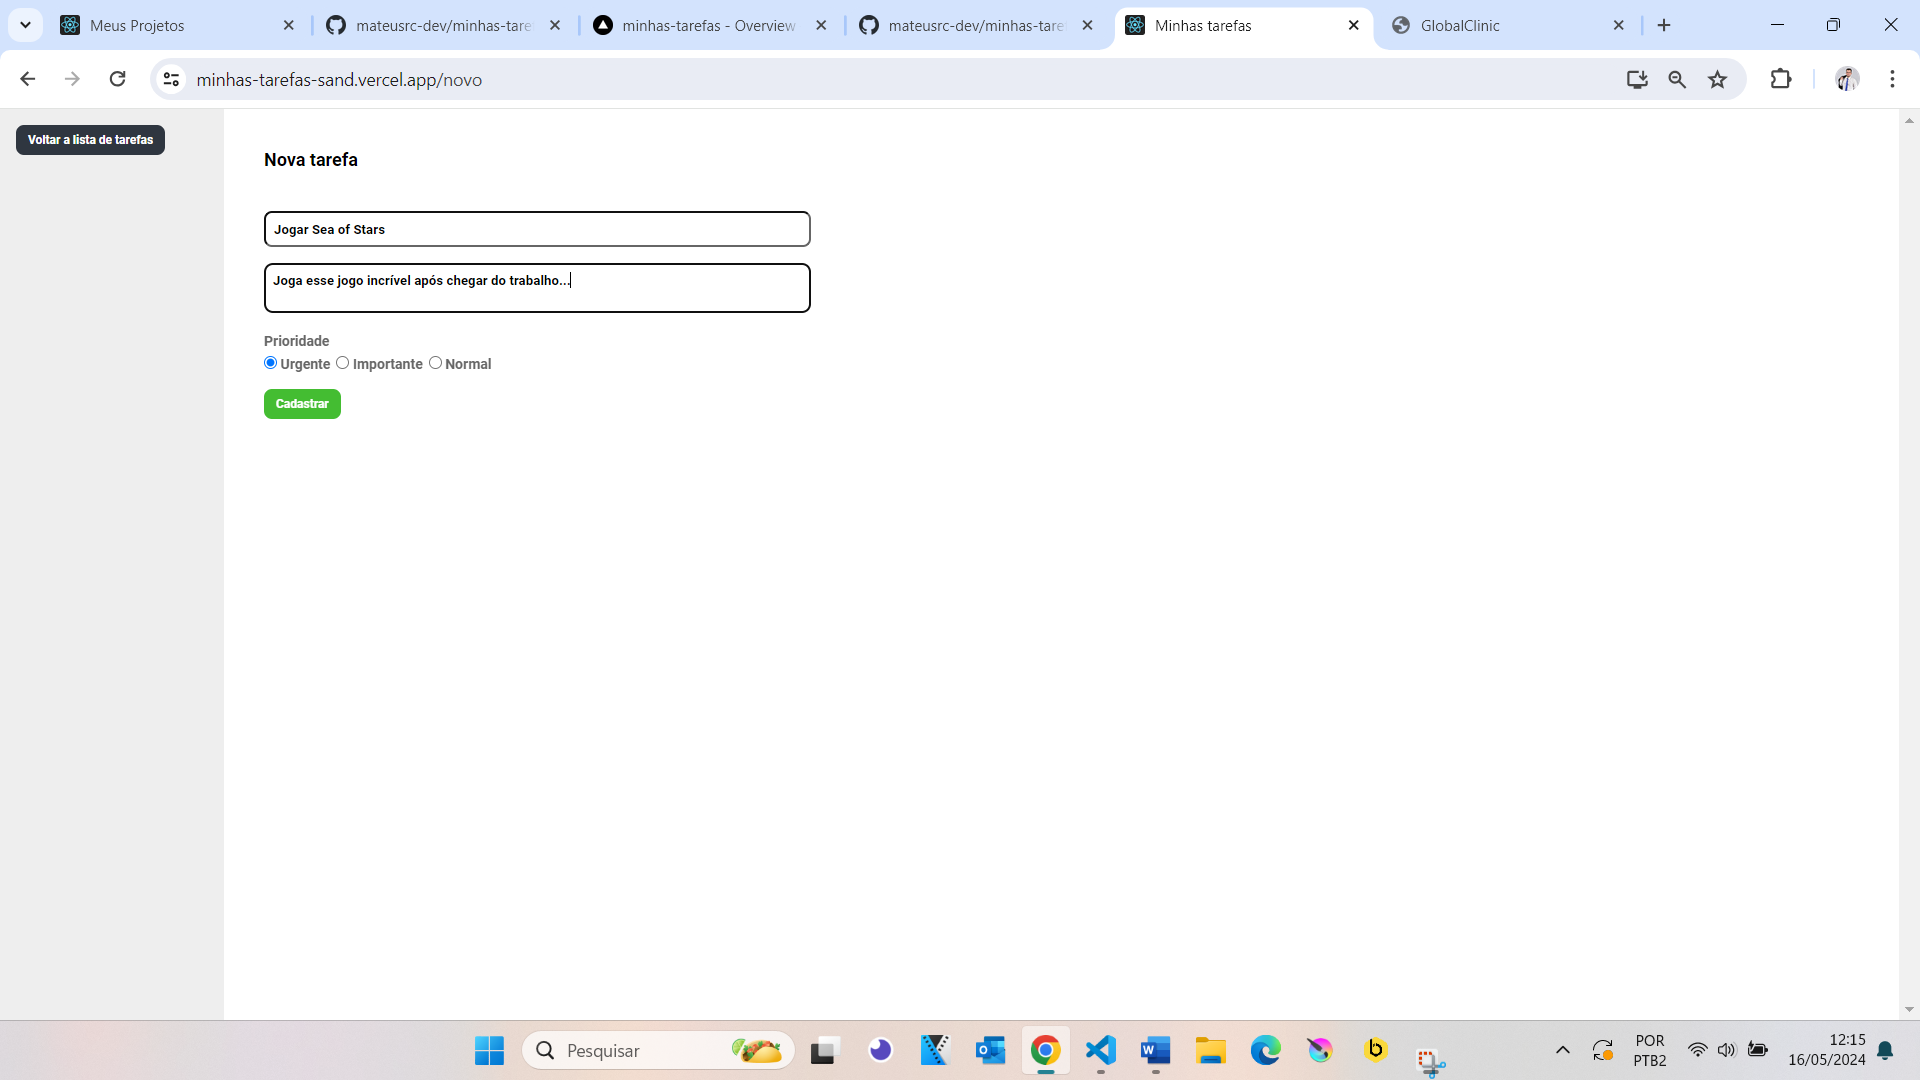 Meus Projetos
mateusrc-dev/minhas-tare
minhas-tarefas - Overview
mateusrc-dev/minhas-taref
Minhas tarefas
GlobalClinic
minhas-tarefas-sand.vercel.app/novo
Voltar a lista de tarefas
Nova tarefa
Jogar Sea of Stars
Joga esse jogo incrível após chegar do trabalho...
Prioridade
Urgente Importante Normal
Cadastrar
Pesquisar
POR
PTB2
12:15
16/05/2024